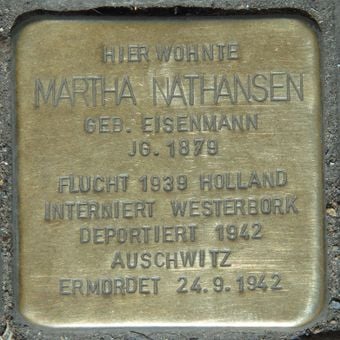 HIER WOHNTE
MARTHA NATHANSEN
GEB. EISENMANN
JG. 1879
FLUCHT 1939 HOLLAND
INTERNIERT WESTERBORK
DEPORTIERT 1942
AUSCHWITZ
ERMORDET 24.9.1942